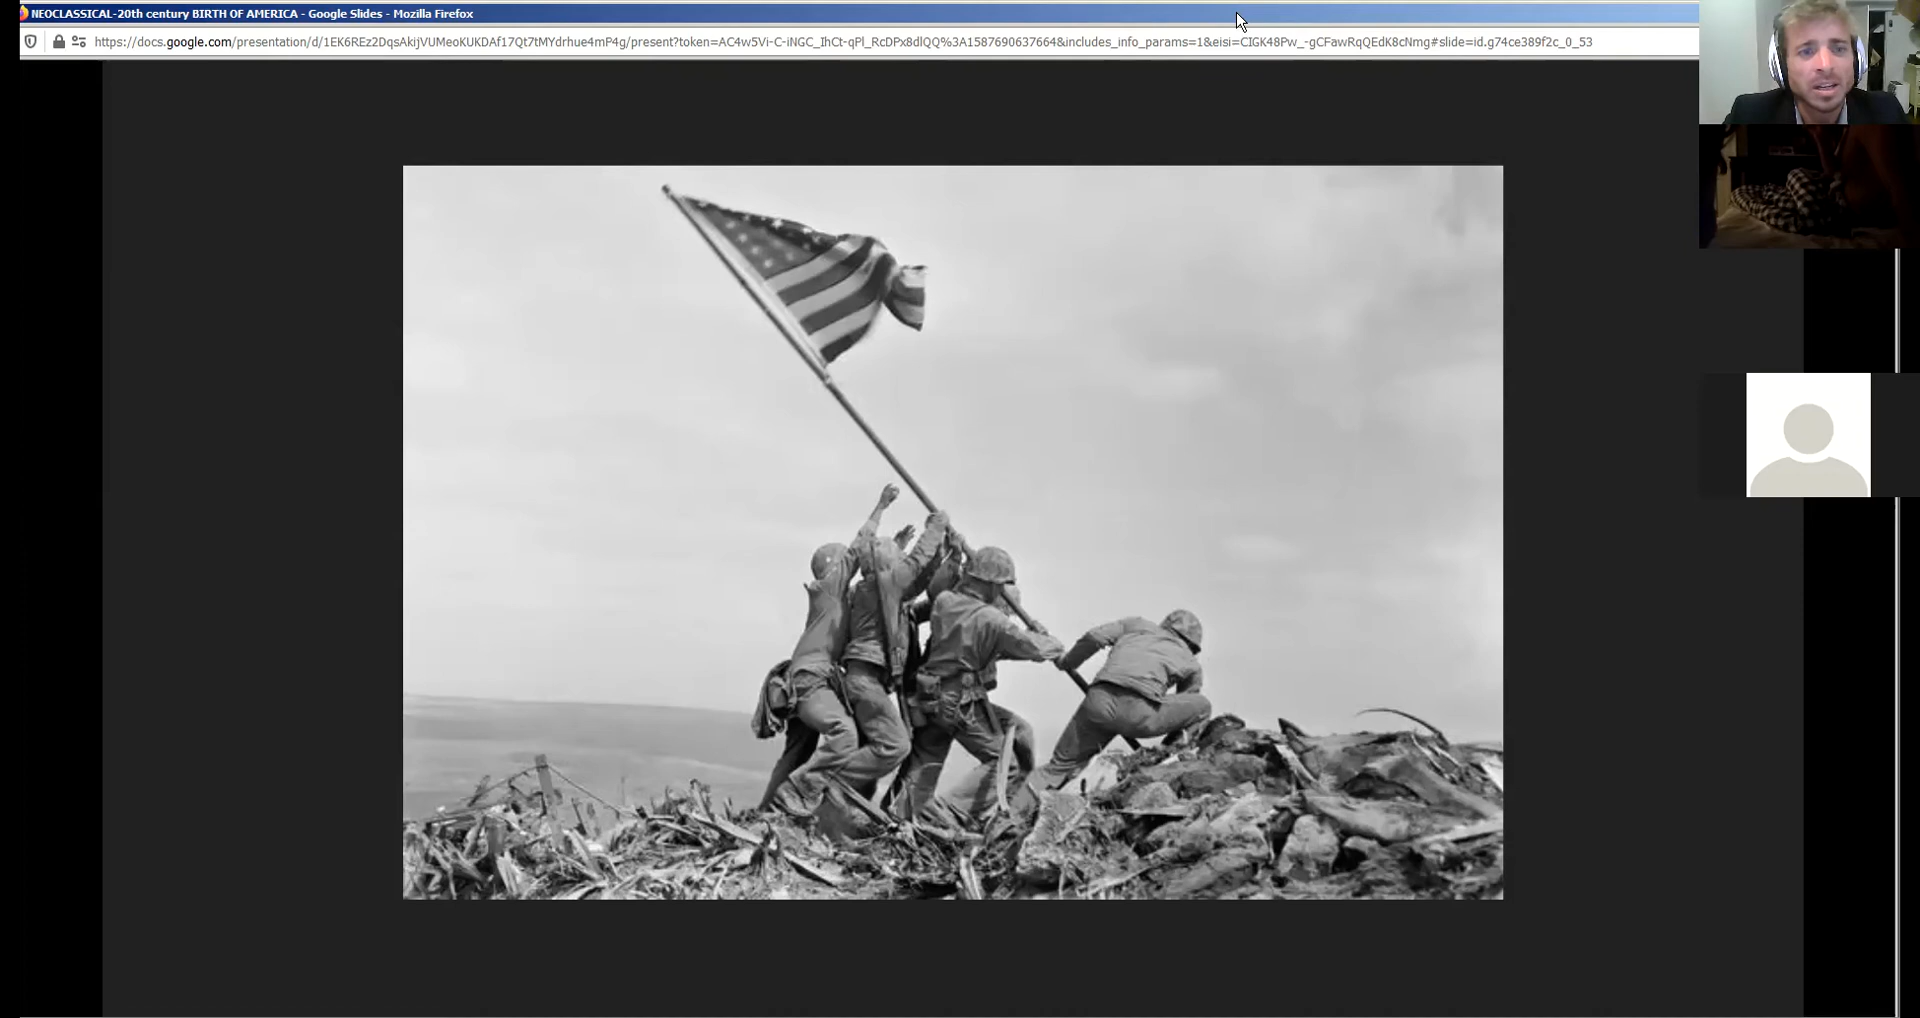 NEOCLASSICAL-20th century BIRTH OF AMERICA - Google Slides - Mozilla Firefox
https://docs.google.com/presentation/d/1EK6REz2DqsAkijVUMeoKUKDAf17Qt7tMYdrhue4mP4g/present?token=AC4w5Vi-C-iNGC_IhCt-qPl_RcDPx8dlQQ%3A1587690637664&includes_info_params=1&eisi=CIGK48Pw_-gCFawRqQEdK8cNmg#slide=id.g74ce389f2c_0_53